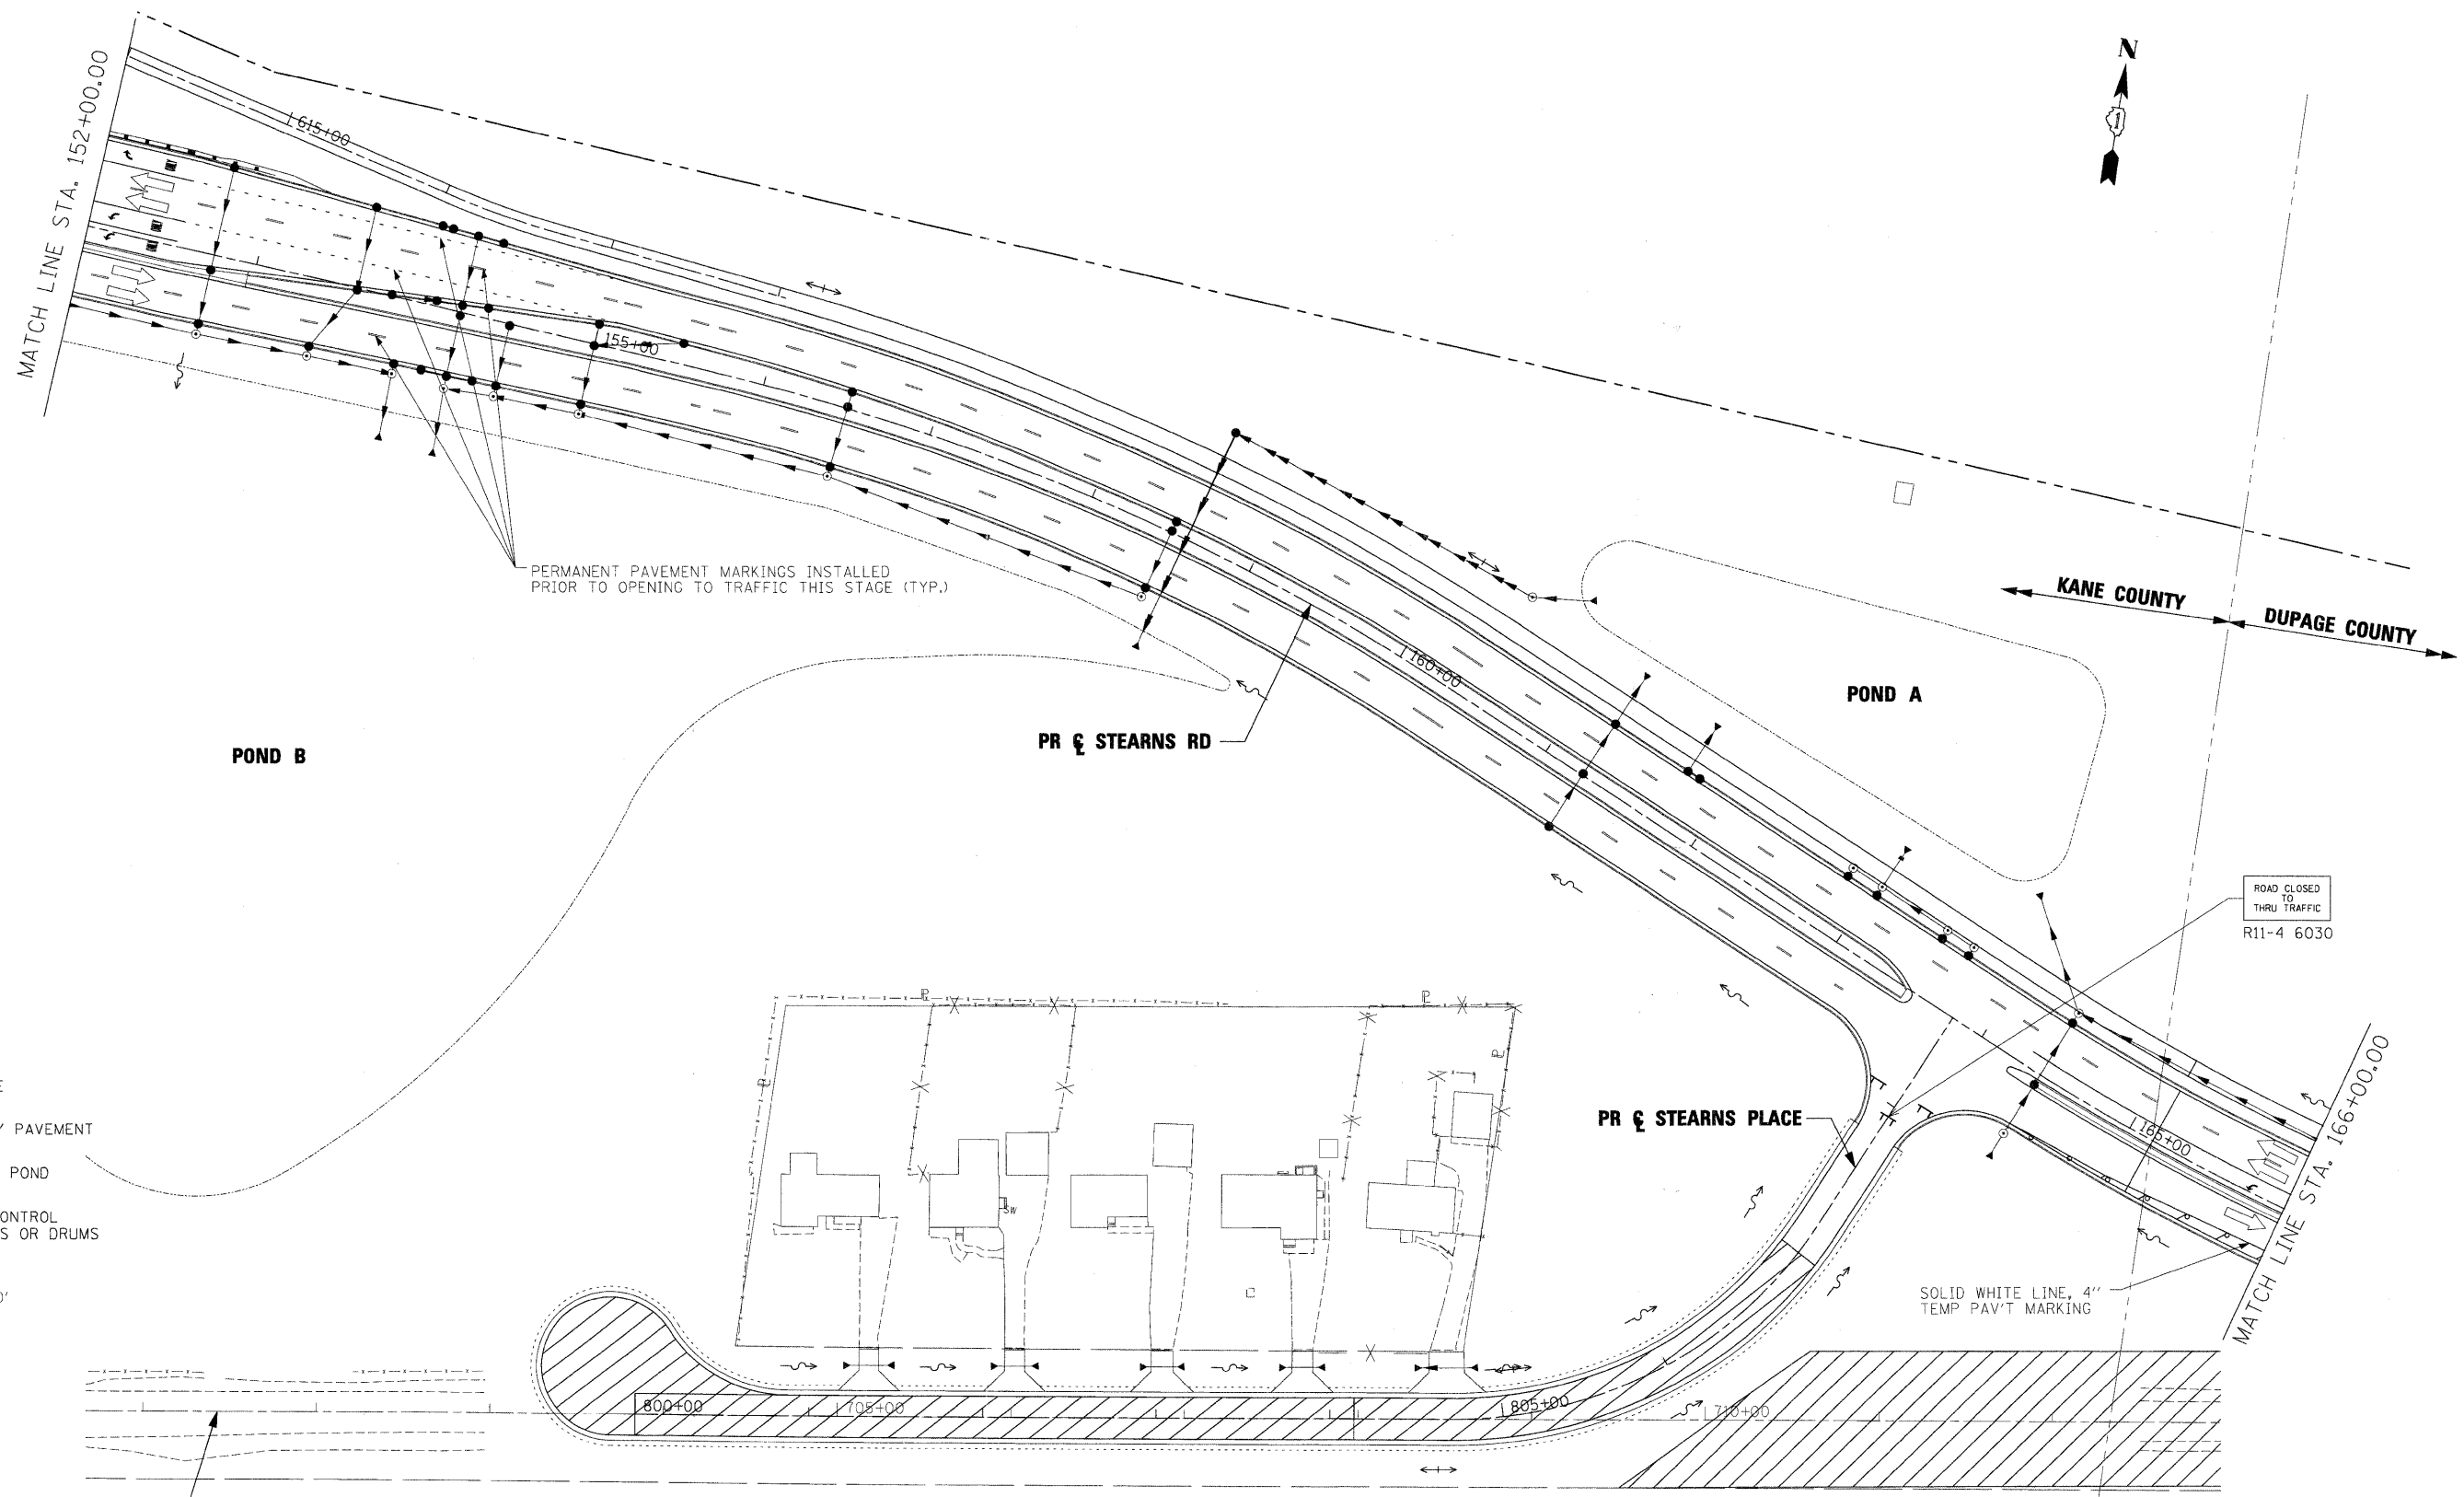 N
1
MATCH LINE STA. 152+00.00
615+00
155+00
PERMANENT PAVEMENT MARKINGS INSTALLED
PRIOR TO OPENING TO TRAFFIC THIS STAGE (TYP.)
KANE COUNTY
DUPAGE COUNTY
160+00
POND A
PR ℄ STEARNS RD
POND B
ROAD CLOSED
TO
THRU TRAFFIC
R11-4 6030
PR ℄ STEARNS PLACE
165+00
MATCH LINE STA. 166+00.00
PAVEMENT
POND
S OR DRUMS
SW
SOLID WHITE LINE, 4"
TEMP PAV'T MARKING
800+00
705+00
805+00
710+00